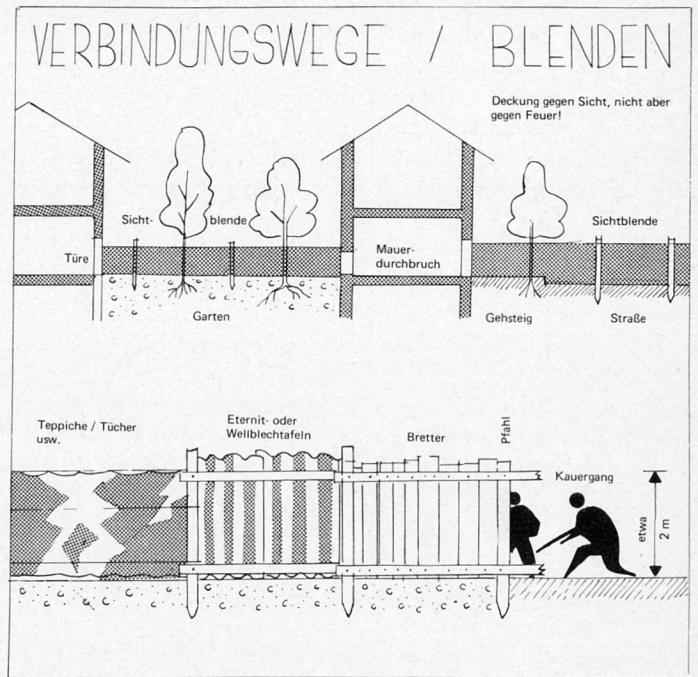 VERBINDUNGSWEGE / BLENDEN
Deckung gegen Sicht, nicht aber
gegen Feuer!
Sicht- blende
Sichtblende
Türe
Mauer-
durchbruch
Garten
Gehsteig
Straße
Teppiche / Tücher
usw.
Eternit- oder
Wellblechtafeln
Bretter
Pfahl
Kauergang
etwa
2 m